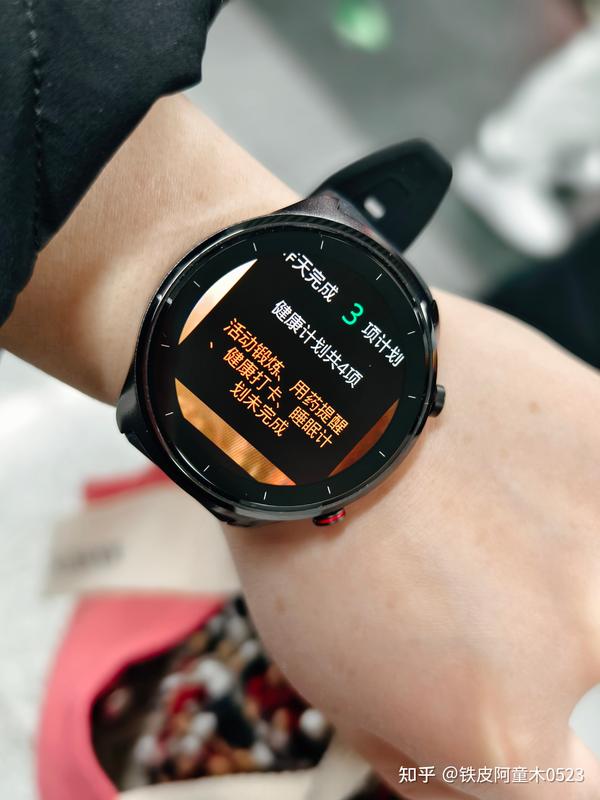 天完成 3 项计划
健康计划共4项
活动锻炼、用药提醒
、健康打卡、睡眠计
划未完成
知乎 @铁皮阿童木0523